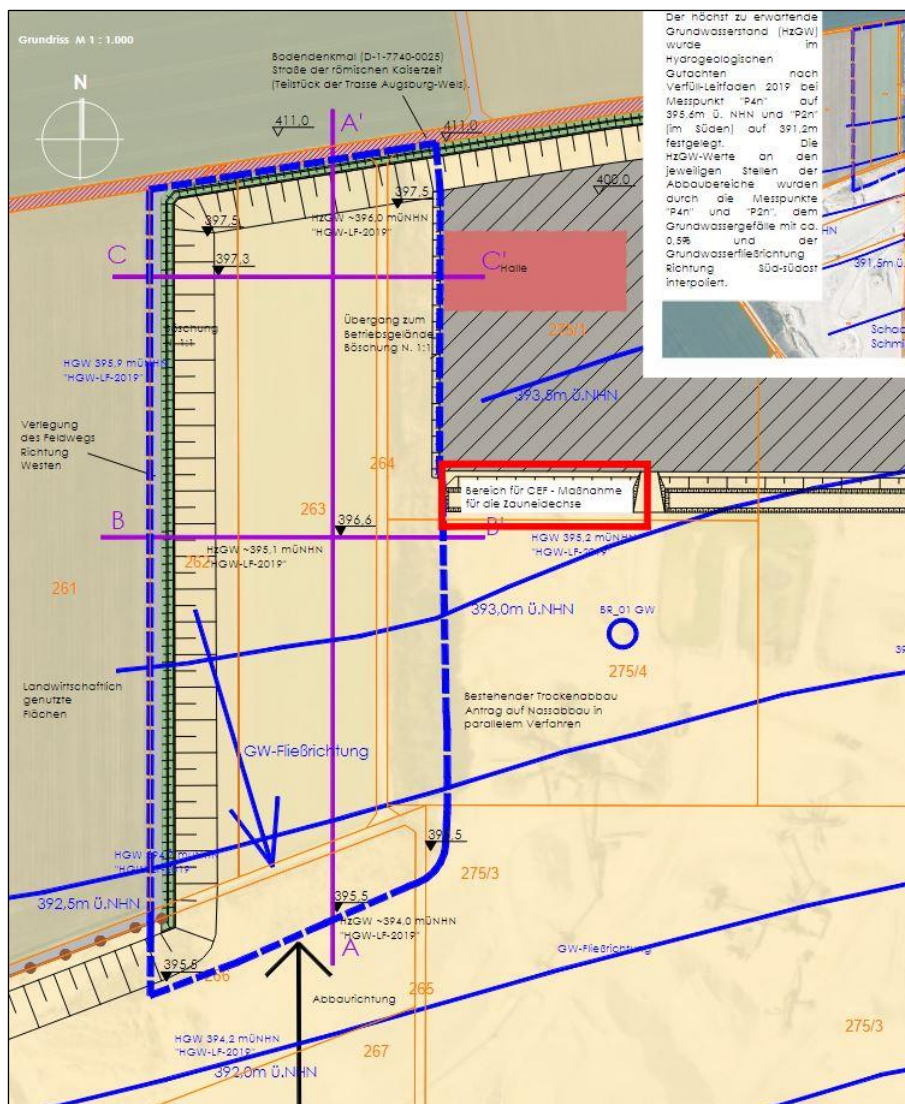 Grundriss M 1 : 1.000
N
Bodendenkmal (D-1-7740-0025)
Straße der römischen Kaiserzeit
(Teilstück der Trasse Augsburg-Wels).
Der höchst zu erwartende
Grundwasserstand (HzGW)
wurde im
Hydrogeologischen
Gutachten nach
Verfüll-Leitfaden 2019 bei
Messpunkt "P4n" auf
395,6m ü. NHN und "P2n"
(im Süden) auf 391,2m
festgelegt. Die
HzGW-Werte an den
jeweiligen Stellen der
Abbaubereiche wurden
durch die Messpunkte
"P4n" und "P2n", dem
Grundwassergefälle mit ca.
0,5% und der
Grundwasserfließrichtung
Richtung Süd-südost
interpoliert.
HN
391,5m ü.
Schac
Schmi
411,0
A'
411,0
400,0
397,5
397,5
HzGW ~396,0 müNHN
"HGW-LF-2019"
C
397,3
C'
Halle
Böschung
1:1
Übergang zum
Betriebsgelände
Böschung N. 1:1
275/1
HGW 395,9 müNHN
"HGW-LF-2019"
393,5m ü.NHN
Verlegung
des Feldwegs
Richtung
Westen
264
263
Bereich für CEF - Maßnahme
für die Zauneidechse
B
396,6
HzGW ~395,1 müNHN
"HGW-LF-2019"
HGW 395,2 müNHN
"HGW-LF-2019"
261
262
393,0m ü.NHN
BR_01 GW
275/4
39
Landwirtschaftlich
genutzte
Flächen
Bestehender Trockenabbau
Antrag auf Nassabbau in
parallelem Verfahren
GW-Fließrichtung
275/3
392,5m ü.NHN
395,5
HzGW ~394,0 müNHN
"HGW-LF-2019"
A
395,5
266
GW-Fließrichtung
Abbaurichtung
265
275/3
HGW 394,2 müNHN
"HGW-LF-2019"
392,0m ü.NHN
267